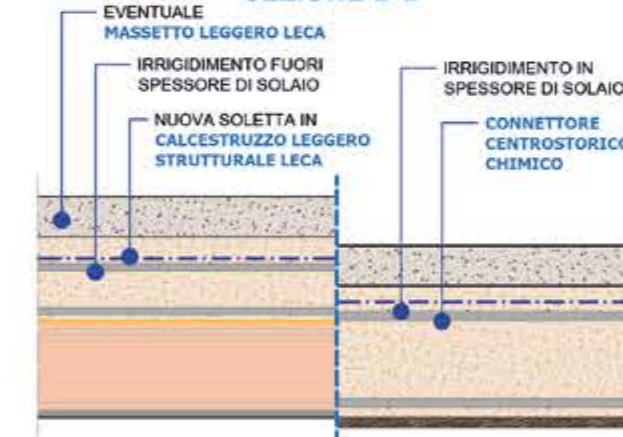 EVENTUALE
MASSETTO LEGGERO LECA
IRRIGIDIMENTO FUORI
SPESSORE DI SOLAIO
NUOVA SOLETTA IN
CALCESTRUZZO LEGGERO
STRUTTURALE LECA
IRRIGIDIMENTO IN
SPESSORE DI SOLAIO
CONNETTORE
CENTROSTORICO
CHIMICO